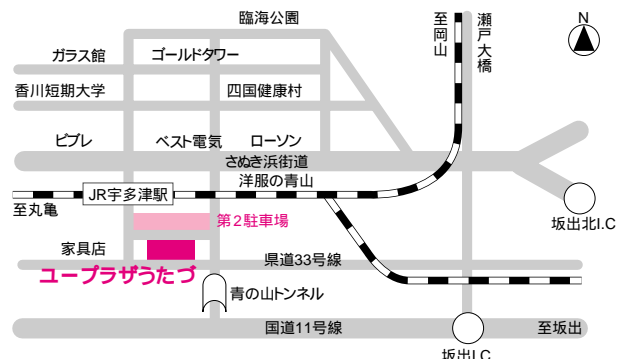 臨海公園
N
至岡山
瀬戸大橋
ガラス館
ゴールドタワー
香川短期大学
四国健康村
ビブレ
ベスト電気
ローソン
さぬき浜街道
洋服の青山
JR宇多津駅
至丸亀
坂出北I.C
第2駐車場
家具店
県道33号線
ユープラザうたづ
青の山トンネル
国道11号線
至坂出
坂出I.C